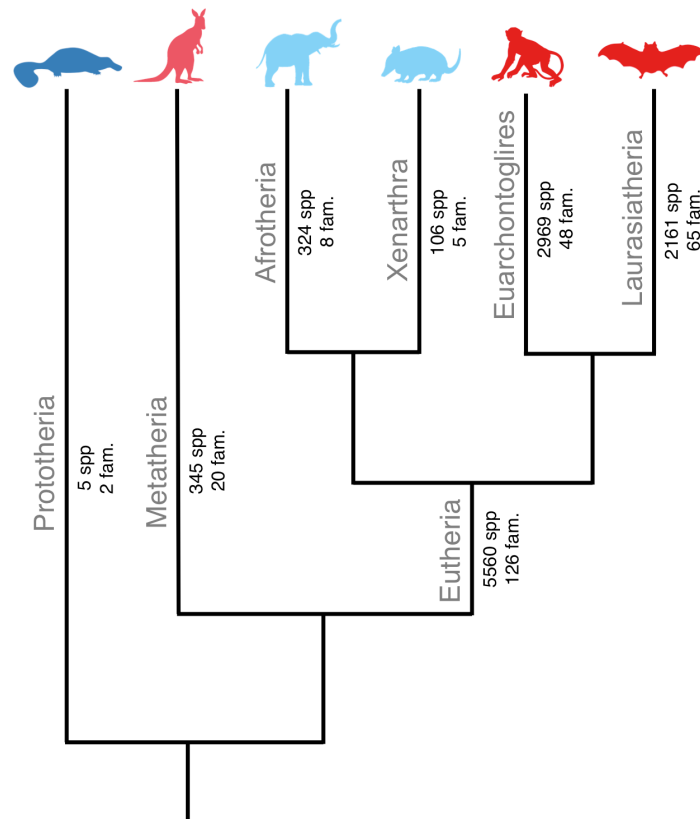 Prototheria
5 spp
2 fam.
Metatheria
345 spp
20 fam.
Afrotheria
324 spp
8 fam.
Xenarthra
106 spp
5 fam.
Euarchontoglires
2969 spp
48 fam.
Laurasiatheria
2161 spp
65 fam.
Eutheria
5560 spp
126 fam.